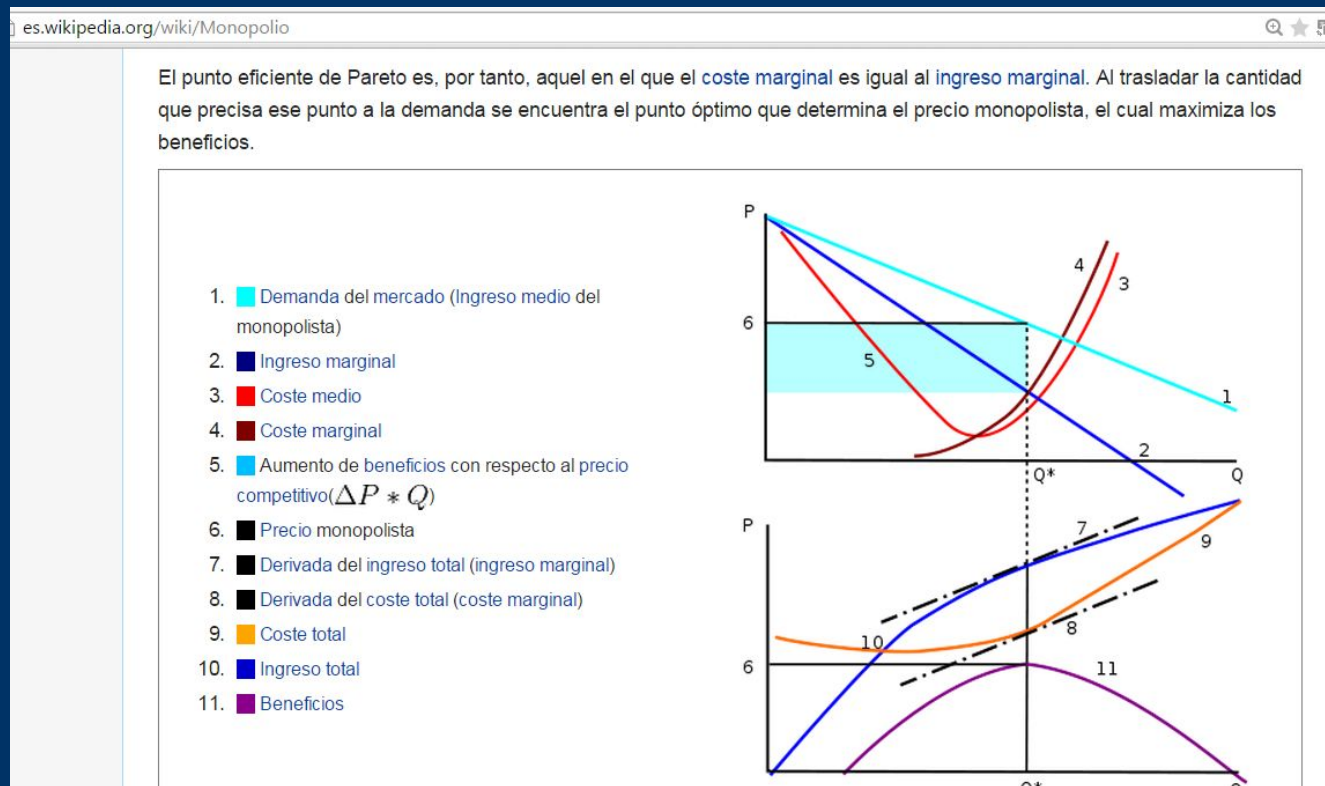 es.wikipedia.org/wiki/Monopolio
El punto eficiente de Pareto es, por tanto, aquel en el que el coste marginal es igual al ingreso marginal. Al trasladar la cantidad
que precisa ese punto a la demanda se encuentra el punto óptimo que determina el precio monopolista, el cual maximiza los
beneficios.
1. Demanda del mercado (Ingreso medio del
monopolista)
2. Ingreso marginal
3. Coste medio
4. Coste marginal
5. Aumento de beneficios con respecto al precio
competitivo(ΔP * Q)
6. Precio monopolista
7. Derivada del ingreso total (ingreso marginal)
8. Derivada del coste total (coste marginal)
9. Coste total
10. Ingreso total
11. Beneficios
P
4
3
6
5
1
2
Q*
Q
P
7
9
8
10
6
11